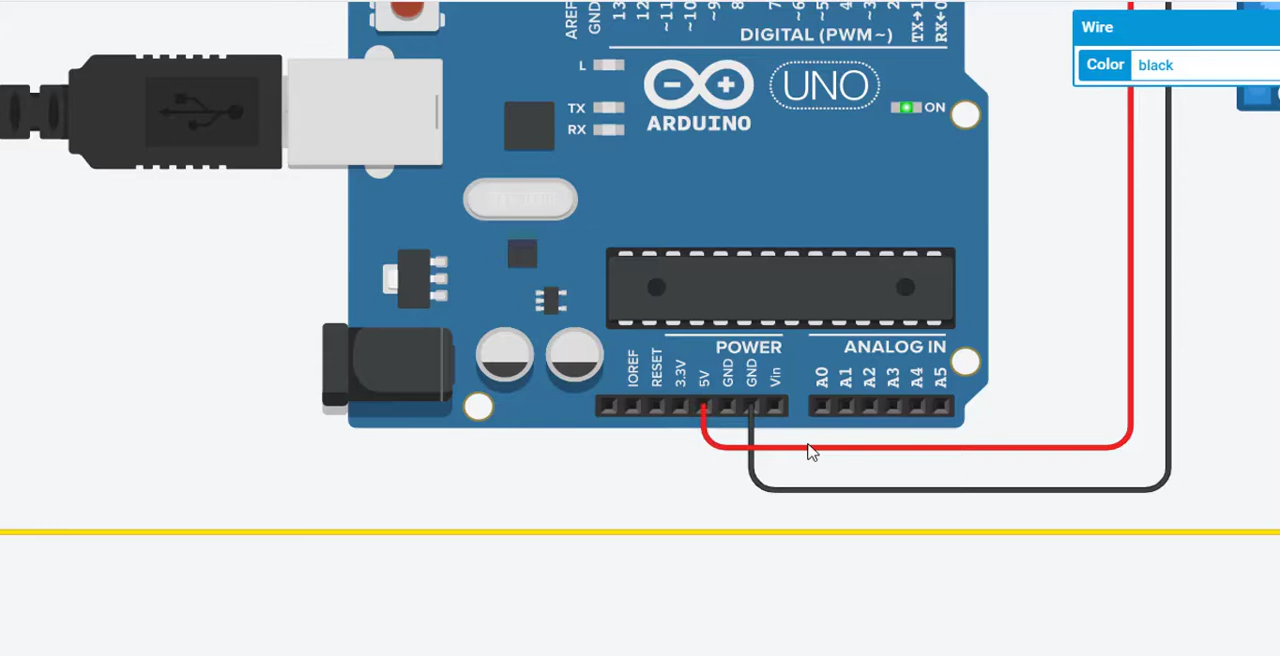 AREF
GND
13
12
~11
~10
~9
8
7
~6
~5
4
~3
2
TX→1
RX←0
DIGITAL (PWM~)
Wire
Color black
L
TX
RX
UNO
ON
ARDUINO
POWER
ANALOG IN
IOREF
RESET
3.3V
5V
GND
GND
Vin
A0
A1
A2
A3
A4
A5